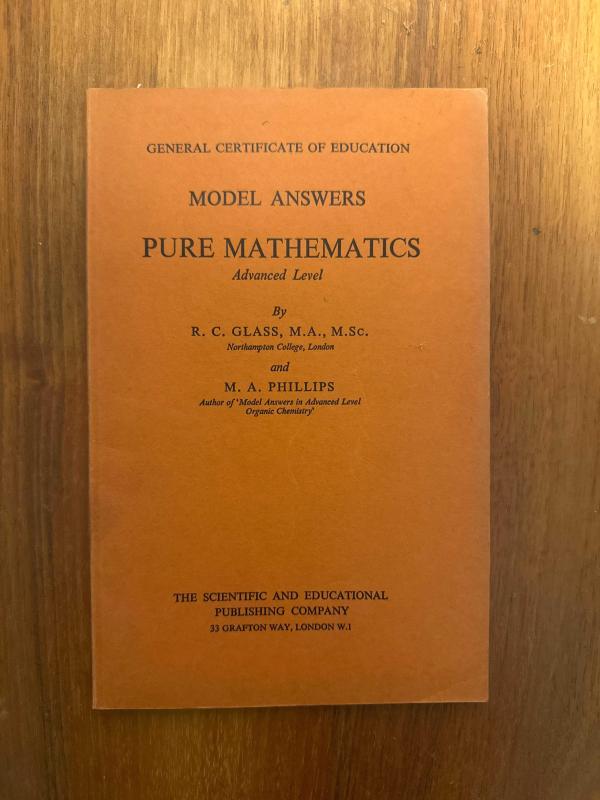 GENERAL CERTIFICATE OF EDUCATION
MODEL ANSWERS
PURE MATHEMATICS
Advanced Level
By
R. C. GLASS, M.A., M.Sc.
Northampton College, London
and
M. A. PHILLIPS
Author of 'Model Answers in Advanced Level
Organic Chemistry'
THE SCIENTIFIC AND EDUCATIONAL
PUBLISHING COMPANY
33 GRAFTON WAY, LONDON W.1